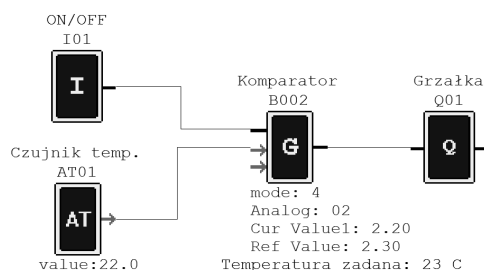 ON/OFF
I01
I
Komparator
B002
G
Grzałka
Q01
Q
Czujnik temp.
AT01
AT
value:22.0
mode: 4
Analog: 02
Cur Value1: 2.20
Ref Value: 2.30
Temperatura zadana: 23 C